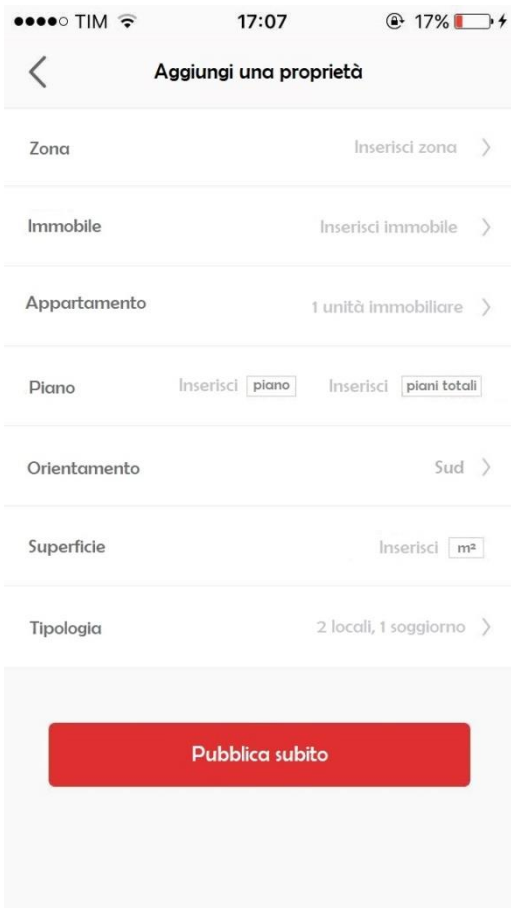 TIM 17:07 17%
Aggiungi una proprietà
Zona Inserisci zona
Immobile Inserisci immobile
Appartamento 1 unità immobiliare
Piano Inserisci piano Inserisci piani totali
Orientamento Sud
Superficie Inserisci m²
Tipologia 2 locali, 1 soggiorno
Pubblica subito